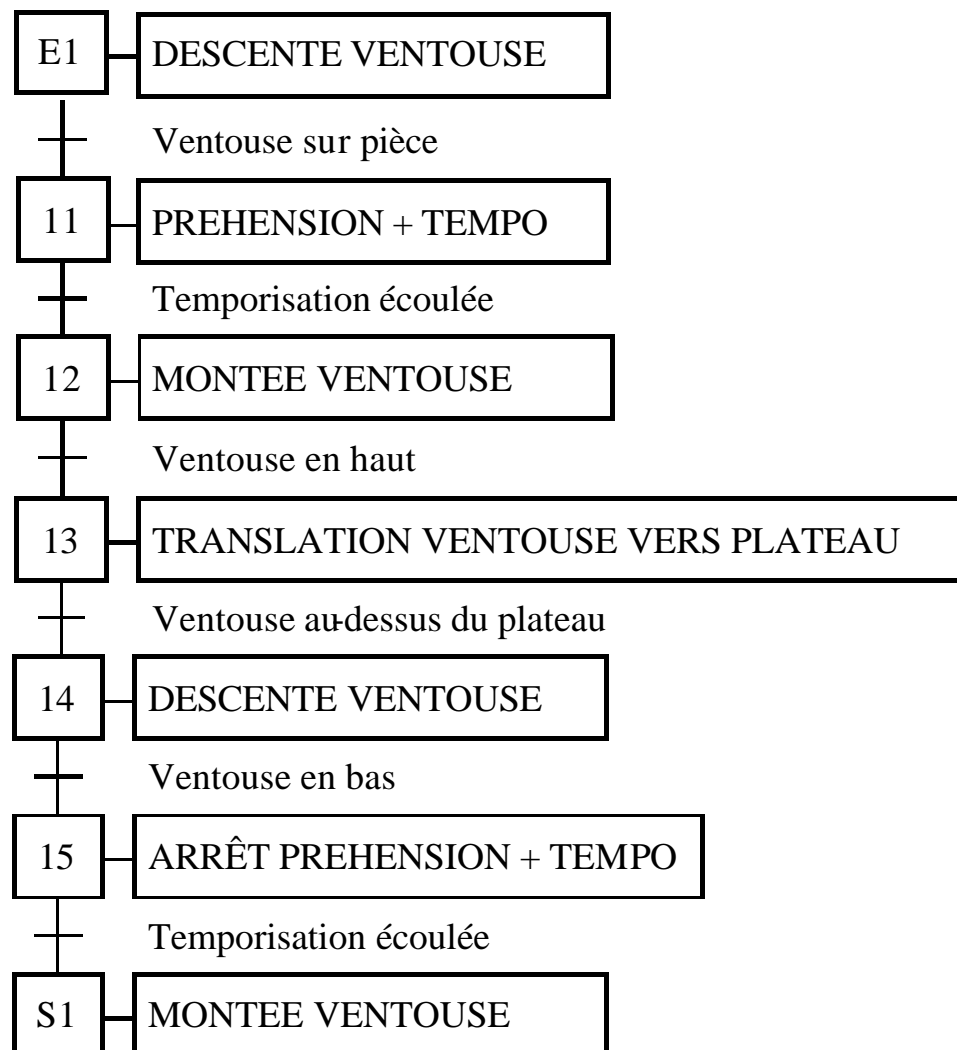 E1 DESCENTE VENTOUSE
Ventouse sur pièce
11 PREHENSION + TEMPO
Temporisation écoulée
12 MONTEE VENTOUSE
Ventouse en haut
13 TRANSLATION VENTOUSE VERS PLATEAU
Ventouse au-dessus du plateau
14 DESCENTE VENTOUSE
Ventouse en bas
15 ARRÊT PREHENSION + TEMPO
Temporisation écoulée
S1 MONTEE VENTOUSE